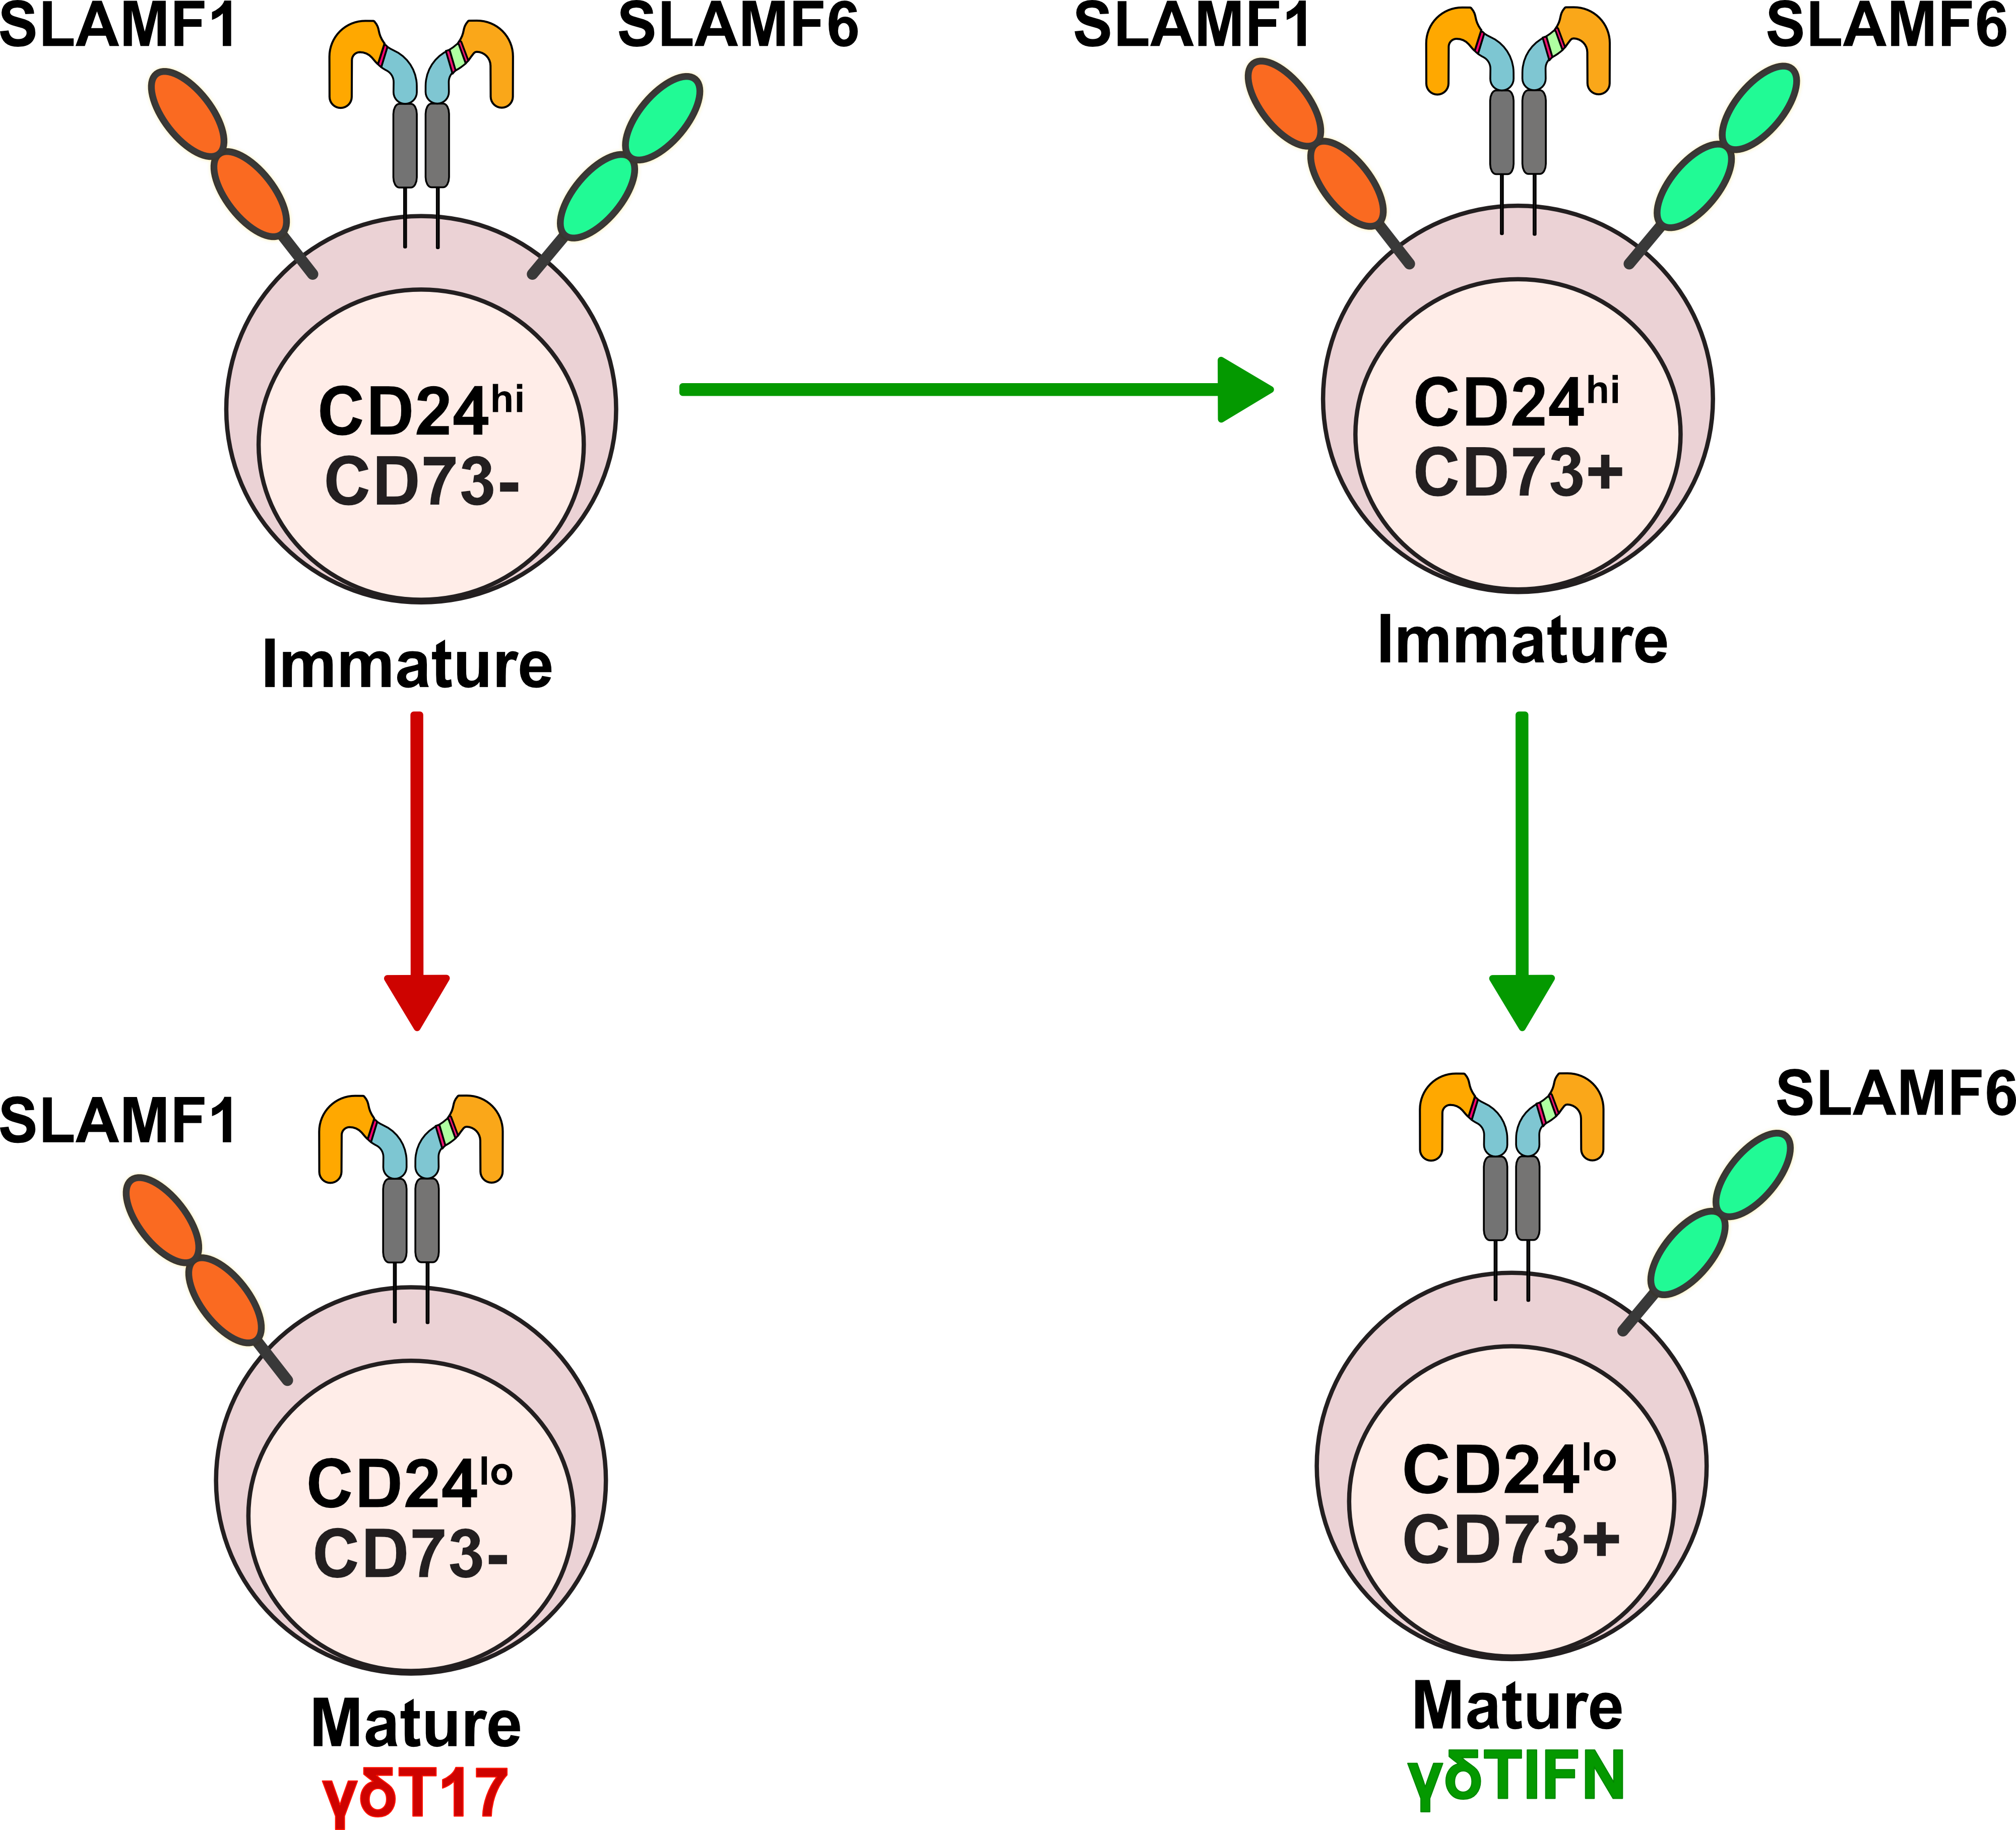 SLAMF1
SLAMF6
CD24hi
CD73-
Immature
SLAMF1
SLAMF6
CD24hi
CD73+
Immature
SLAMF1
CD24lo
CD73-
Mature
γδT17
SLAMF6
CD24lo
CD73+
Mature
γδTIFN